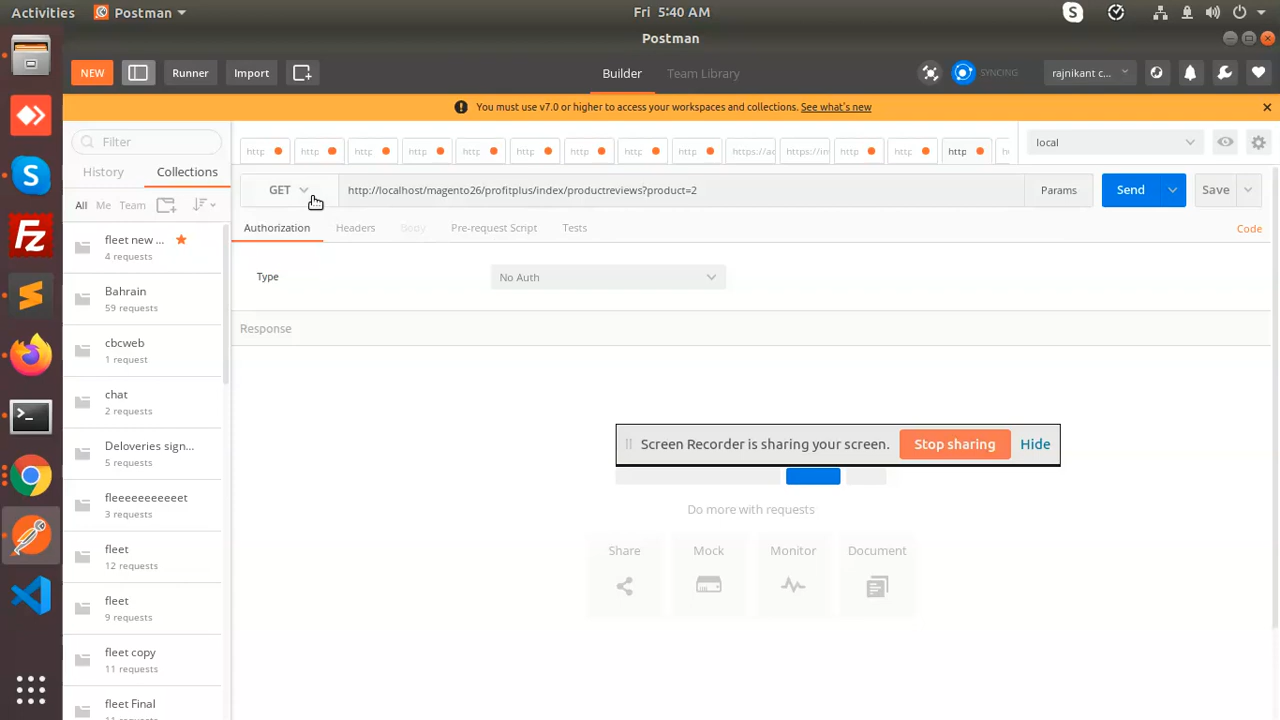 Activities
Postman
Fri 5:40 AM
Postman
NEW
Runner
Import
Builder
Team Library
SYNCING
rajnikant c...
You must use v7.0 or higher to access your workspaces and collections. See what's new
Filter
History
Collections
All
Me
Team
fleet new ...
4 requests
Bahrain
59 requests
cbcweb
1 request
chat
2 requests
Deloveries sign...
5 requests
fleeeeeeeeeeet
3 requests
fleet
12 requests
fleet
9 requests
fleet copy
11 requests
fleet Final
http
http
http
http
http
http
http
http
http
https://ac
https://in
http
http
http
local
GET
http://localhost/magento26/profitplus/index/productreviews?product=2
Params
Send
Save
Authorization
Headers
Body
Pre-request Script
Tests
Code
Type
No Auth
Response
Screen Recorder is sharing your screen.
Stop sharing
Hide
Do more with requests
Share
Mock
Monitor
Document